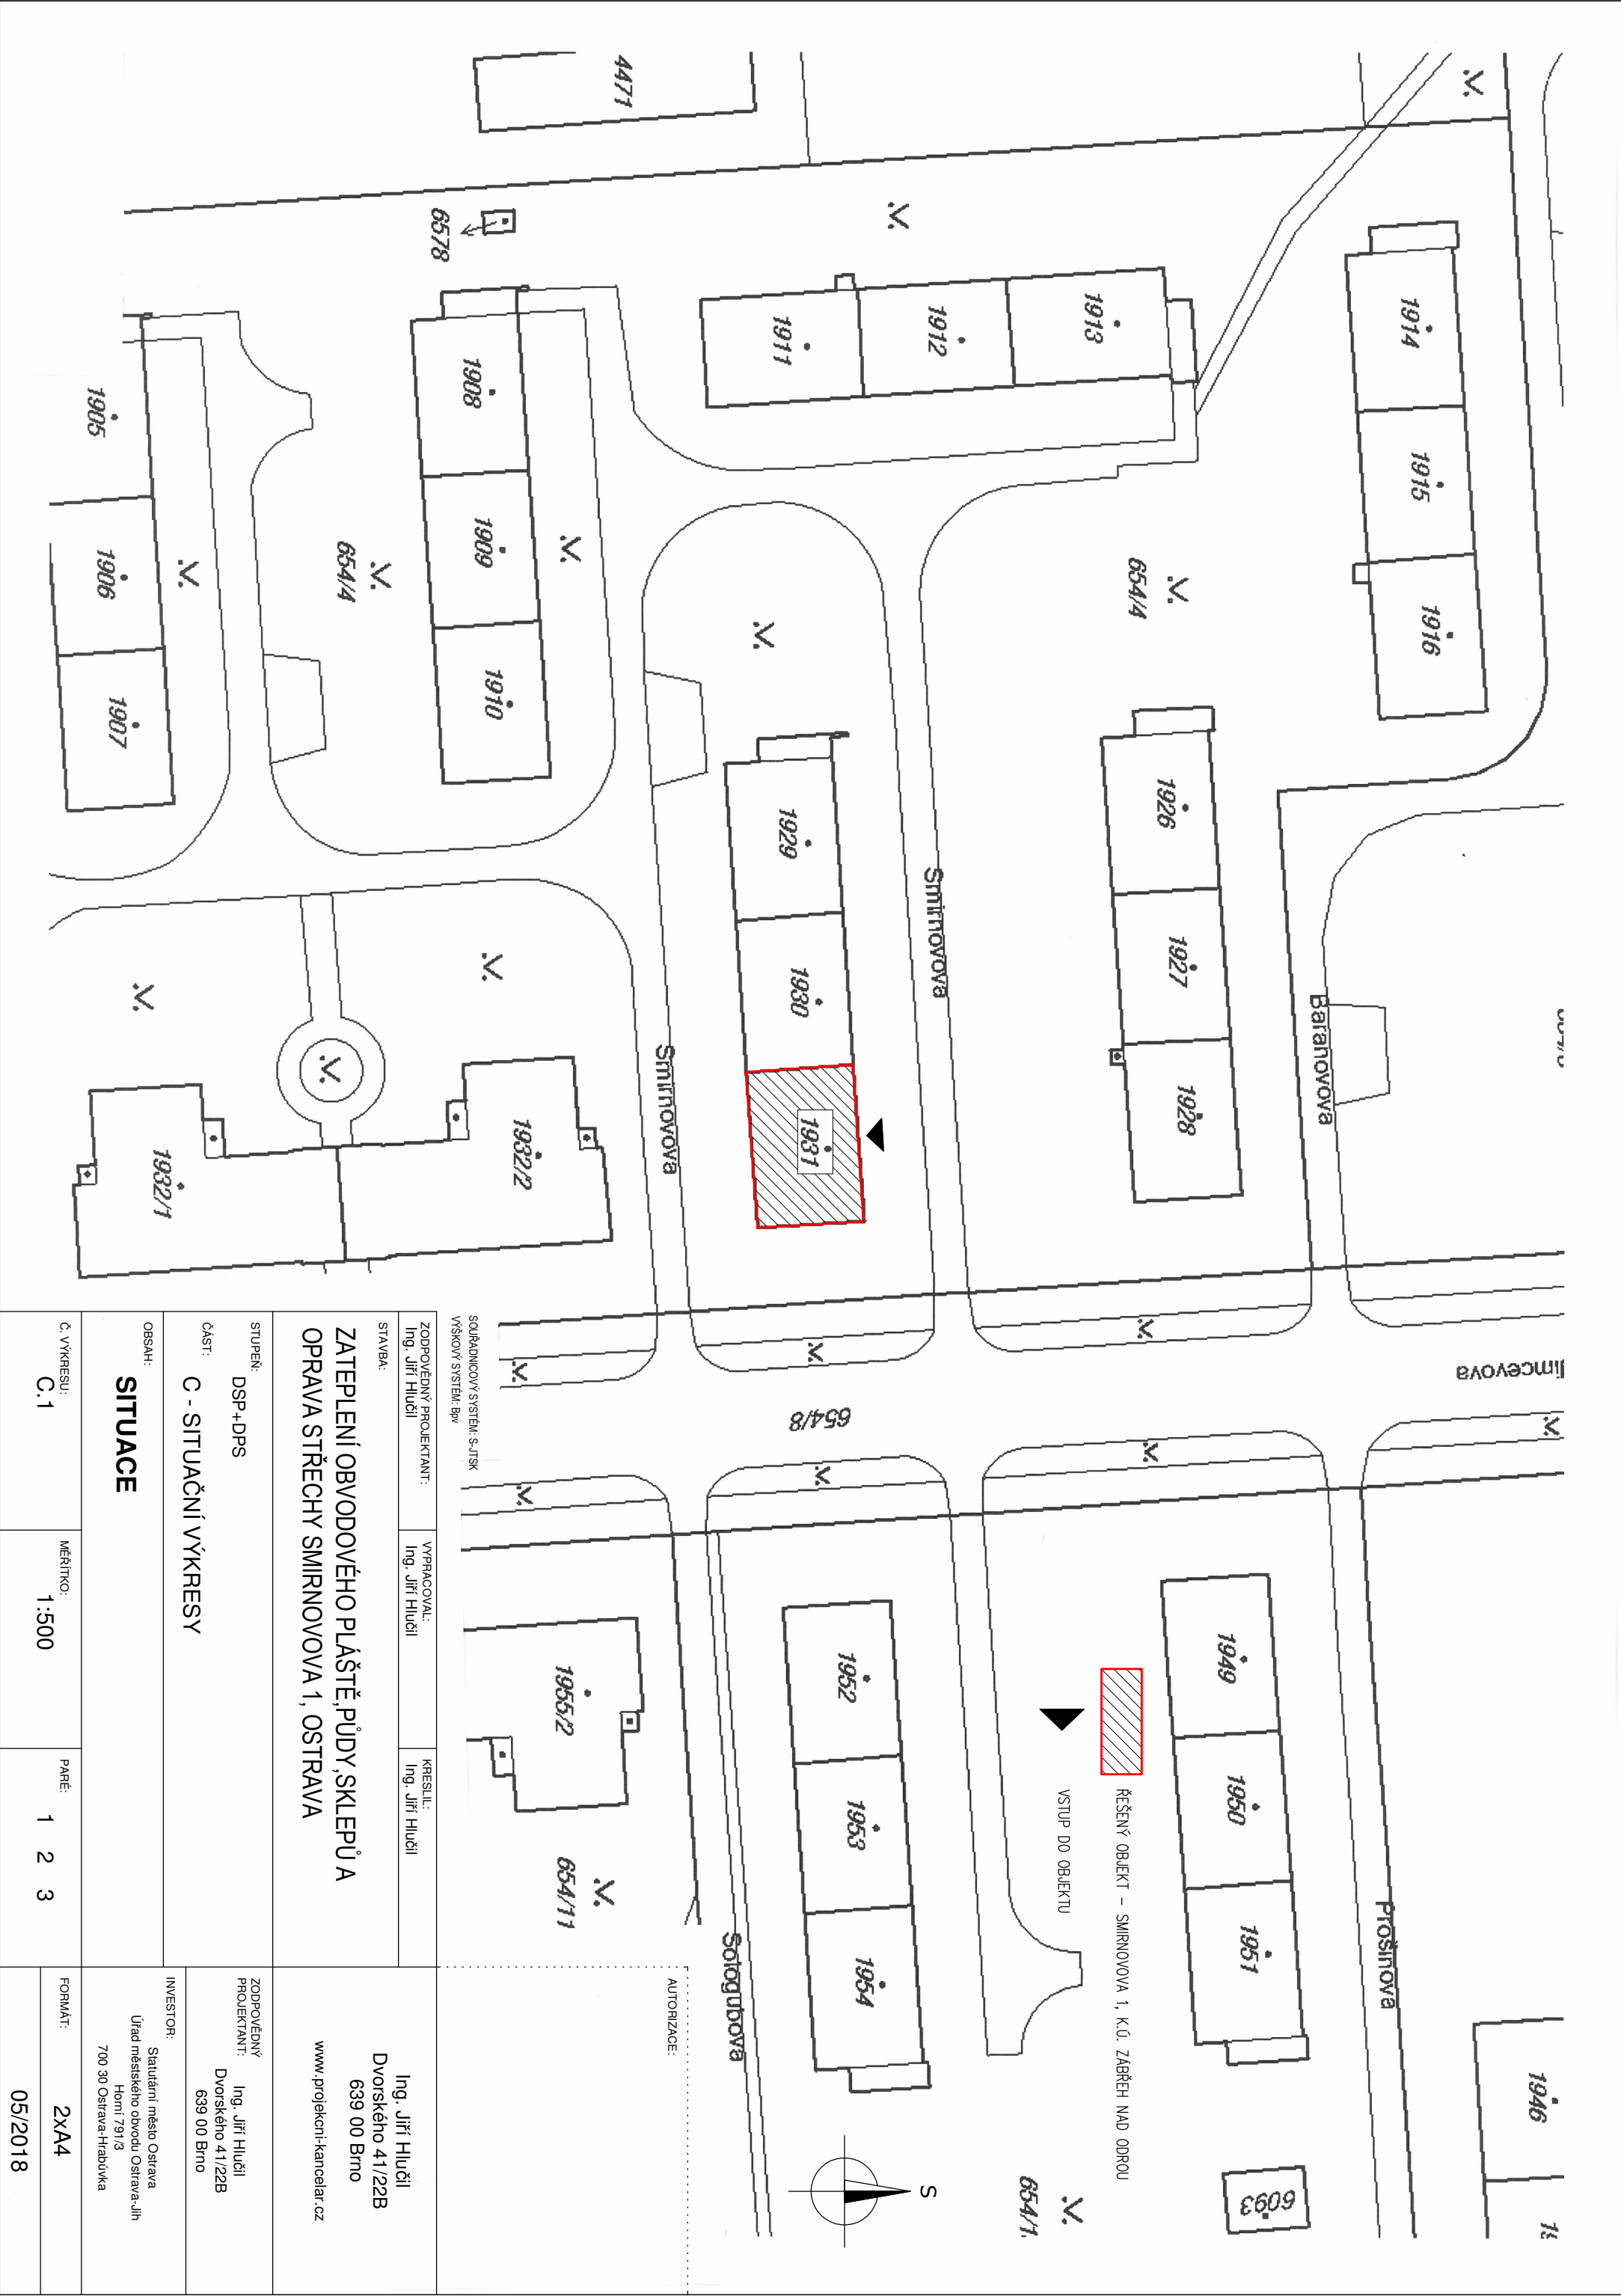 4471
6578
1914
1915
1916
1913
1912
1911
1908
1909
1910
1905
1906
1907
654/4
654/4
1926
1927
1928
1929
1930
1931
Smirnovova
Smirnovova
Baranovova
1932/2
1932/1
654/8
1949
1950
1951
1952
1953
1954
1955/2
654/11
Prošinova
Sologubova
1946
6093
654/1
S
ŘEŠENÝ OBJEKT – SMIRNOVOVA 1, K.Ú. ZÁBŘEH NAD ODROU
VSTUP DO OBJEKTU
SOUŘADNICOVÝ SYSTÉM: S-JTSK
VÝŠKOVÝ SYSTÉM: Bpv
AUTORIZACE:
ZODPOVĚDNÝ PROJEKTANT:
Ing. Jiří Hlučil
VYPRACOVAL:
Ing. Jiří Hlučil
KRESLIL:
Ing. Jiří Hlučil
Ing. Jiří Hlučil
Dvorského 41/22B
639 00 Brno
www.projekcni-kancelar.cz
STAVBA:
ZATEPLENÍ OBVODOVÉHO PLÁŠTĚ,PŮDY,SKLEPŮ A
OPRAVA STŘECHY SMIRNOVOVA 1, OSTRAVA
STUPEŇ: DSP+DPS
ČÁST: C - SITUAČNÍ VÝKRESY
ZODPOVĚDNÝ
PROJEKTANT: Ing. Jiří Hlučil
Dvorského 41/22B
639 00 Brno
INVESTOR:
Statutární město Ostrava
Úřad městského obvodu Ostrava-Jih
Horní 791/3
700 30 Ostrava-Hrabůvka
OBSAH:
SITUACE
Č. VÝKRESU: C.1
MĚŘÍTKO: 1:500
PARÉ: 1 2 3
FORMÁT: 2xA4
05/2018